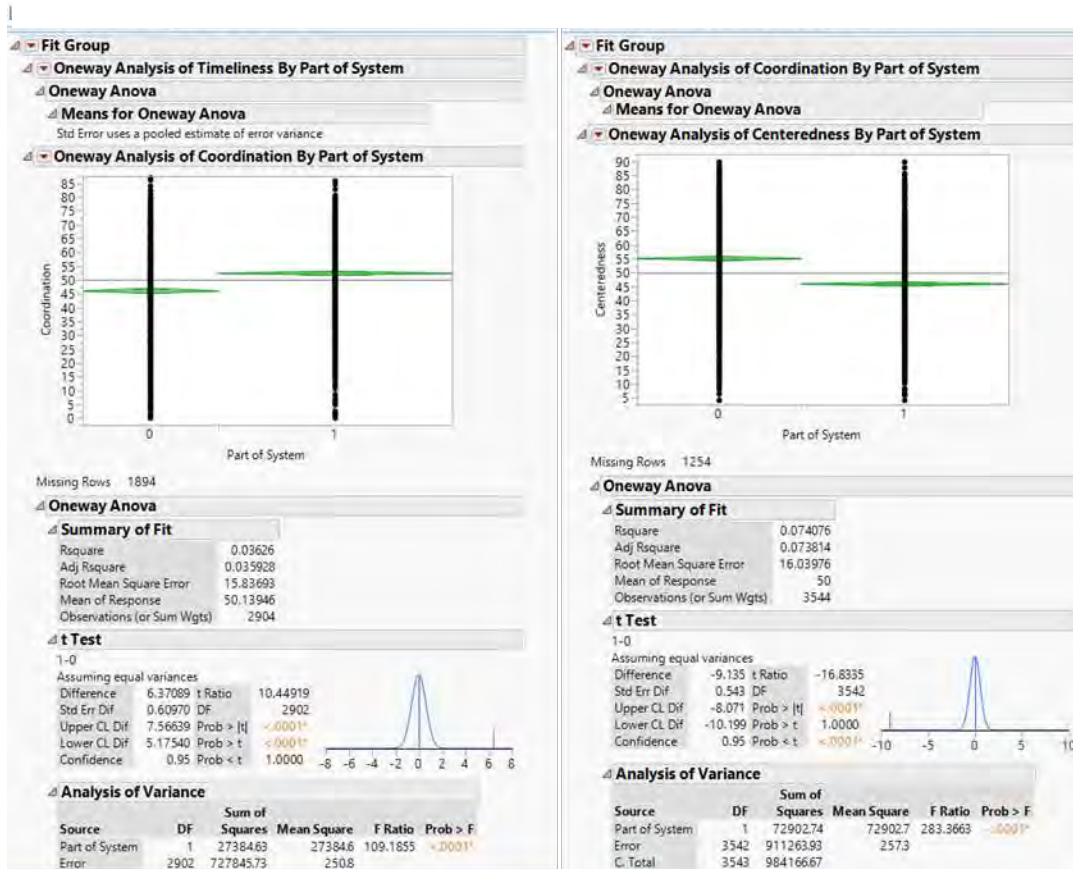 Fit Group
Oneway Analysis of Timeliness By Part of System
Oneway Anova
Means for Oneway Anova
Std Error uses a pooled estimate of error variance
Oneway Analysis of Coordination By Part of System
85
80
75
70
65
60
55
50
45
40
35
30
25
20
15
10
5
0
Coordination
0 1
Part of System
Missing Rows 1894
Oneway Anova
Summary of Fit
Rsquare 0.03626
Adj Rsquare 0.035928
Root Mean Square Error 15.83693
Mean of Response 50.13946
Observations (or Sum Wgts) 2904
t Test
1-0
Assuming equal variances
Difference 6.37089 t Ratio 10.44919
Std Err Dif 0.60970 DF 2902
Upper CL Dif 7.56639 Prob > |t| <.0001*
Lower CL Dif 5.17540 Prob > t <.0001*
Confidence 0.95 Prob < t 1.0000
-8 -6 -4 -2 0 2 4 6 8
Analysis of Variance
Sum of
Source DF Squares Mean Square F Ratio Prob > F
Part of System 1 27384.63 27384.6 109.1855 <.0001*
Error 2902 727845.73 250.8
Fit Group
Oneway Analysis of Coordination By Part of System
Oneway Anova
Means for Oneway Anova
Oneway Analysis of Centeredness By Part of System
90
85
80
75
70
65
60
55
50
45
40
35
30
25
20
15
10
5
Centeredness
0 1
Part of System
Missing Rows 1254
Oneway Anova
Summary of Fit
Rsquare 0.074076
Adj Rsquare 0.073814
Root Mean Square Error 16.03976
Mean of Response 50
Observations (or Sum Wgts) 3544
t Test
1-0
Assuming equal variances
Difference -9.135 t Ratio -16.8335
Std Err Dif 0.543 DF 3542
Upper CL Dif -8.071 Prob > |t| <.0001*
Lower CL Dif -10.199 Prob > t 1.0000
Confidence 0.95 Prob < t <.0001*
-10 -5 0 5 10
Analysis of Variance
Sum of
Source DF Squares Mean Square F Ratio Prob > F
Part of System 1 72902.74 72902.7 283.3663 <.0001*
Error 3542 911263.93 257.3
C. Total 3543 984166.67